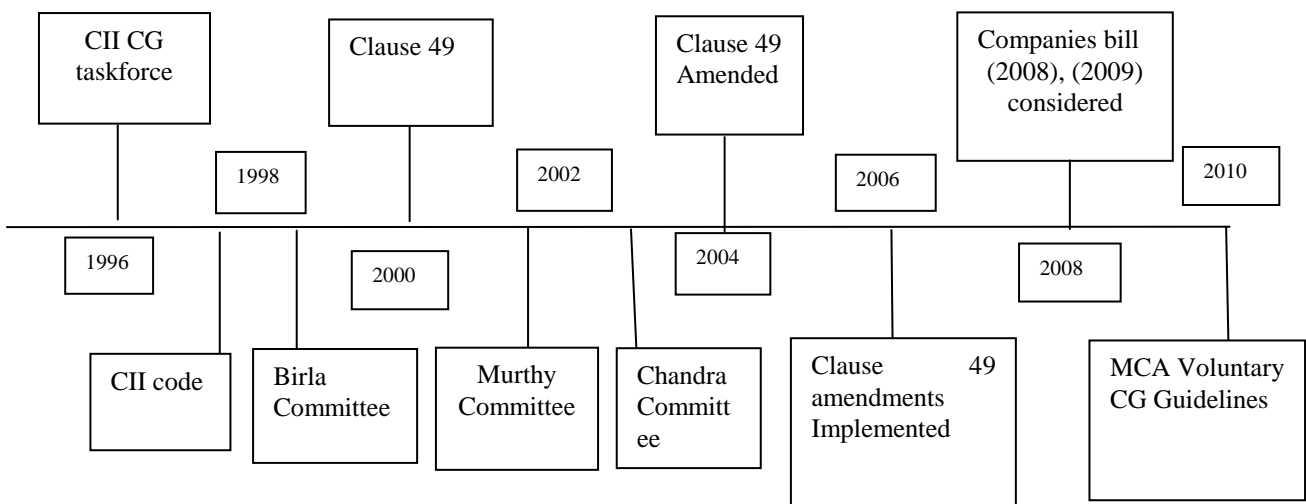 CII CG
taskforce
Clause 49
Clause 49
Amended
Companies bill
(2008), (2009)
considered
1998
2002
2006
2010
1996
2000
2004
2008
CII code
Birla
Committee
Murthy
Committee
Chandra
Committ
ee
Clause 49
amendments
Implemented
MCA Voluntary
CG Guidelines